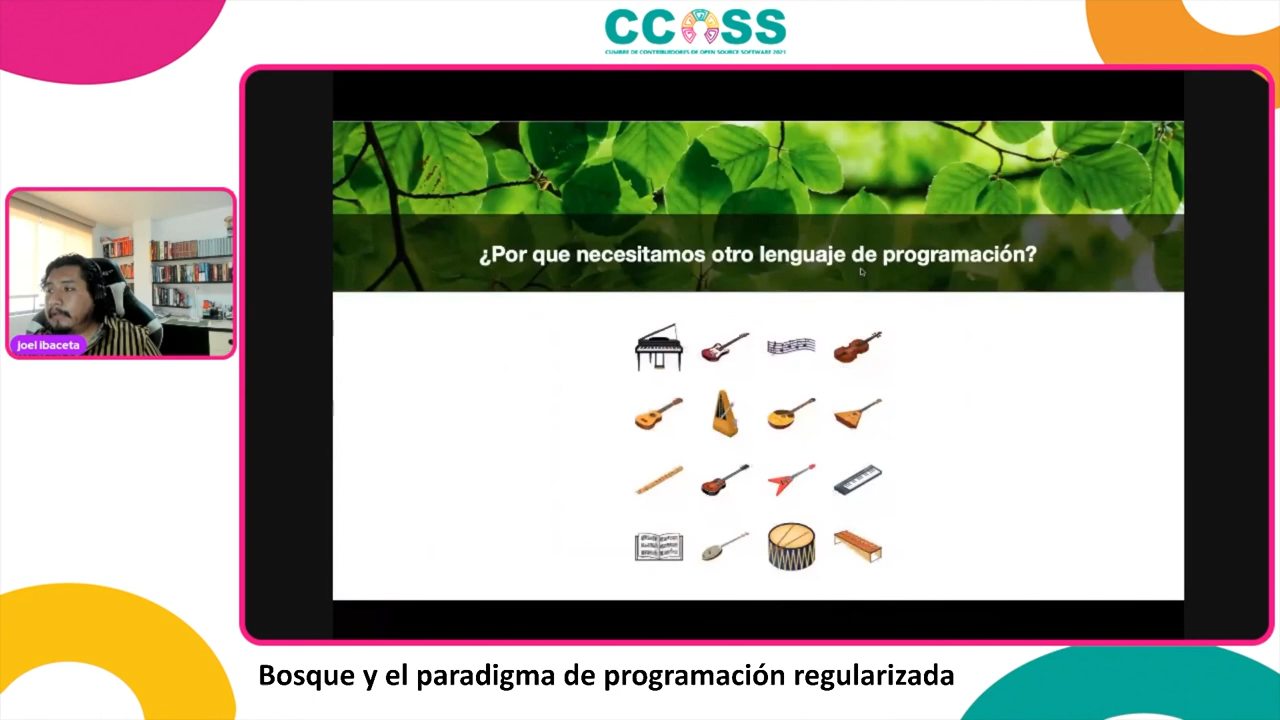 CCOSS
CUMBRE DE CONTRIBUIDORES DE OPEN SOURCE SOFTWARE 2021
¿Por que necesitamos otro lenguaje de programación?
joel ibaceta
Bosque y el paradigma de programación regularizada